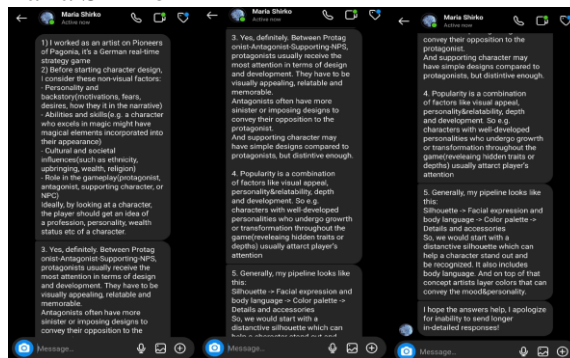 Maria Shirko
Active now
1) I worked as an artist on Pioneers
of Pagonia, it's a German real-time
strategy game
2) Before starting character design,
I consider these non-visual factors:
- Personality and
backstory(motivations, fears,
desires, how they it in the narrative)
- Abilities and skills(e.g. a character
who excels in magic might have
magical elements incorporated into
their appearance)
- Cultural and societal
influences(such as ethnicity,
upbringing, wealth, religion)
- Role in the gameplay(protagonist,
antagonist, supporting character, or
NPC)
Ideally, by looking at a character,
the player should get an idea of
a profession, personality, wealth
status etc of a character.
3. Yes, definitely. Between Protag
onist-Antagonist-Supporting-NPS,
protagonists usually receive the
most attention in terms of design
and development. They have to be
visually appealing, relatable and
memorable.
Antagonists often have more
sinister or imposing designs to
convey their opposition to the
Message...
Maria Shirko
Active now
3. Yes, definitely. Between Protag
onist-Antagonist-Supporting-NPS,
protagonists usually receive the
most attention in terms of design
and development. They have to be
visually appealing, relatable and
memorable.
Antagonists often have more
sinister or imposing designs to
convey their opposition to the
protagonist.
And supporting character may
have simple designs compared to
protagonists, but distinctive enough.
4. Popularity is a combination
of factors like visual appeal,
personality&relatability, depth
and development. So e.g.
characters with well-developed
personalities who undergo growth
or transformation throughout the
game(reveleaing hidden traits or
depths) usually attarct player's
attention
5. Generally, my pipeline looks like
this:
Silhouette -> Facial expression and
body language -> Color palette ->
Details and accessories
So, we would start with a
distanctive silhouette which can
help a character stand out and
Message...
Maria Shirko
Active now
convey their opposition to the
protagonist.
And supporting character may
have simple designs compared to
protagonists, but distinctive enough.
4. Popularity is a combination
of factors like visual appeal,
personality&relatability, depth
and development. So e.g.
characters with well-developed
personalities who undergo growth
or transformation throughout the
game(reveleaing hidden traits or
depths) usually attarct player's
attention
5. Generally, my pipeline looks like
this:
Silhouette -> Facial expression and
body language -> Color palette ->
Details and accessories
So, we would start with a
distanctive silhouette which can
help a character stand out and
be recognized. It also includes
body language. And on top of that
concept artists layer colors that can
convey the mood&personality.
I hope the answers help, I apologize
for inability to send longer
in-detailed responses!
Message...